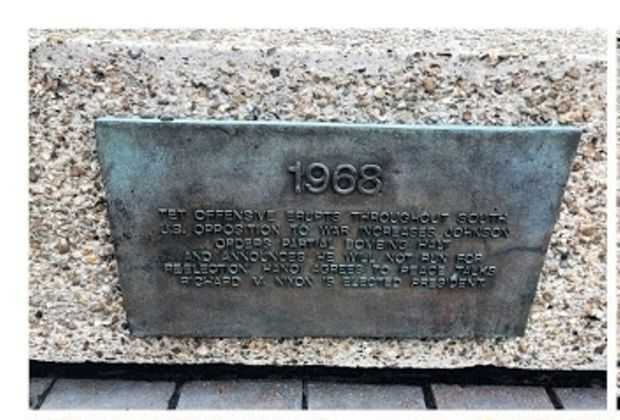 1968
TET OFFENSIVE ERUPTS THROUGHOUT SOUTH
U.S. OPPOSITION TO WAR INCREASES JOHNSON
ORDERS PARTIAL BOMBING HALT
AND ANNOUNCES HE WILL NOT RUN FOR
REELECTION. HANOI AGREES TO PEACE TALKS
RICHARD M. NIXON IS ELECTED PRESIDENT